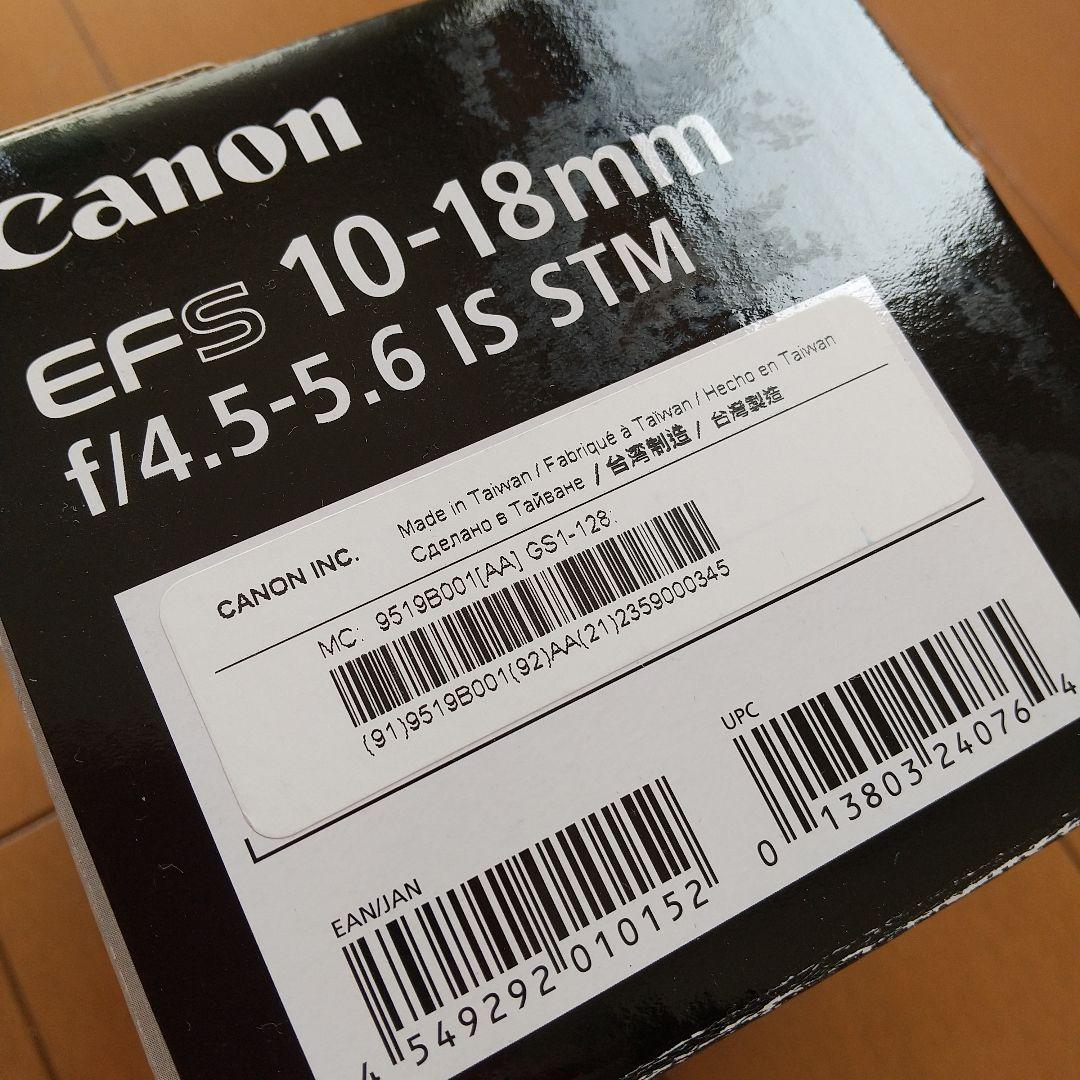 Canon
EFS 10-18mm
f/4.5-5.6 IS STM
CANON INC.
Made in Taiwan / Fabriqué à Taïwan / Hecho en Taiwan
Сделано в Тайване / 台湾制造 / 台灣製造
MC: 9519B001[AA] GS1-128:
(91)9519B001(92)AA(21)2359000345
UPC
0 13803 24076 4
EAN/JAN
4 549292 010152